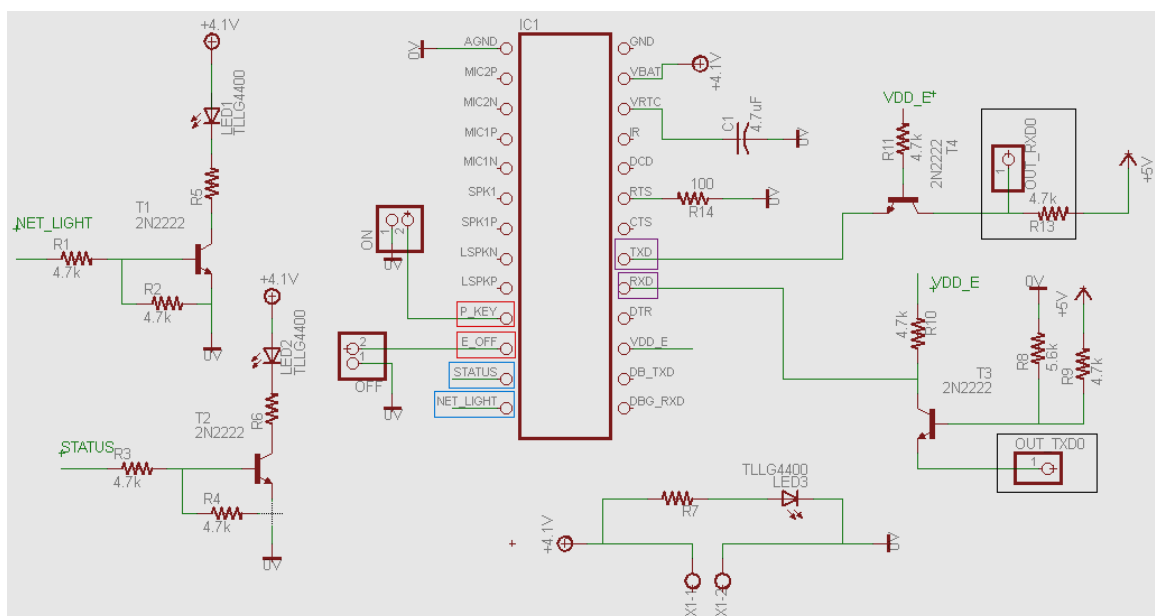 +4.1V
LED1
TLLG4400
R5
T1
2N2222
NET_LIGHT
R1
4.7k
R2
4.7k
0V
+4.1V
LED2
TLLG4400
R6
T2
2N2222
STATUS
R3
4.7k
R4
4.7k
0V
IC1
0V
AGND
MIC2P
MIC2N
MIC1P
MIC1N
SPK1
SPK1P
LSPKN
LSPKP
P_KEY
E_OFF
STATUS
NET_LIGHT
ON
1
2
0V
2
1
OFF
0V
GND
VBAT
VRTC
IR
DCD
RTS
CTS
TXD
RXD
DTR
VDD_E
DB_TXD
DBG_RXD
+4.1V
C1
4.7uF
0V
100
R14
0V
VDD_E
R11
4.7k
2N2222
T4
OUT_RXD0
1
4.7k
R13
+5V
VDD_E
4.7k
R10
0V
+5V
R8
5.6k
R9
4.7k
T3
2N2222
OUT_TXD0
1
TLLG4400
LED3
R7
+4.1V
0V
X1-1
X1-2